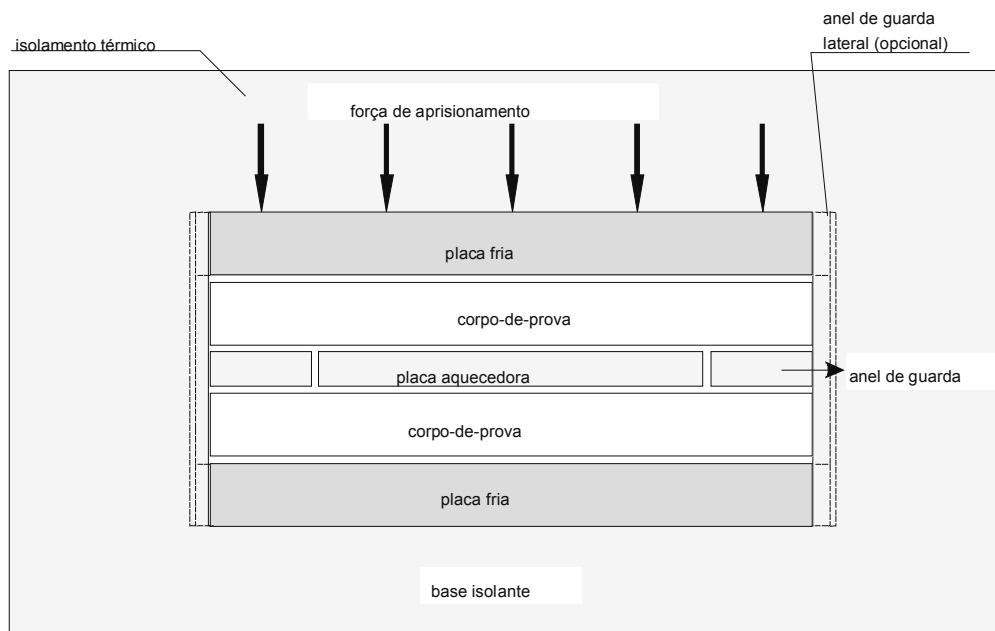 anel de guarda
lateral (opcional)
isolamento térmico
força de aprisionamento
placa fria
corpo-de-prova
placa aquecedora
anel de guarda
corpo-de-prova
placa fria
base isolante